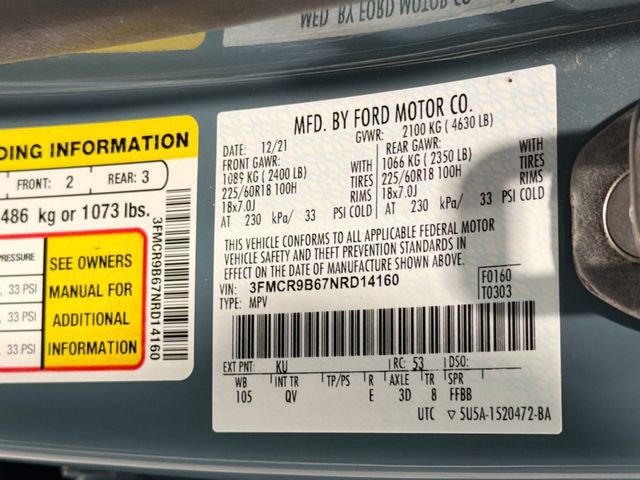 MFD. BY FORD MOTOR CO
DING INFORMATION
FRONT: 2 REAR: 3
486 kg or 1073 lbs.
PRESSURE
33 PSI
33 PSI
33 PSI
SEE OWNERS
MANUAL FOR
ADDITIONAL
INFORMATION
3FMCR9B67NRD14160
MFD. BY FORD MOTOR CO.
DATE: 12/21 GVWR: 2100 KG ( 4630 LB)
FRONT GAWR: REAR GAWR:
1089 KG ( 2400 LB) WITH 1066 KG ( 2350 LB) WITH
225/60R18 100H TIRES 225/60R18 100H TIRES
18x7.0J RIMS 18x7.0J RIMS
AT 230 kPa/ 33 PSI COLD AT 230 kPa/ 33 PSI COLD
THIS VEHICLE CONFORMS TO ALL APPLICABLE FEDERAL MOTOR
VEHICLE SAFETY AND THEFT PREVENTION STANDARDS IN
EFFECT ON THE DATE OF MANUFACTURE SHOWN ABOVE.
VIN: 3FMCR9B67NRD14160 F0160
TYPE: MPV T0303
EXT PNT: KU RC: 53 DSO:
WB INT TR TP/PS R AXLE TR SPR
105 QV E 3D 8 FFBB
UTC ▽5U5A-1520472-BA